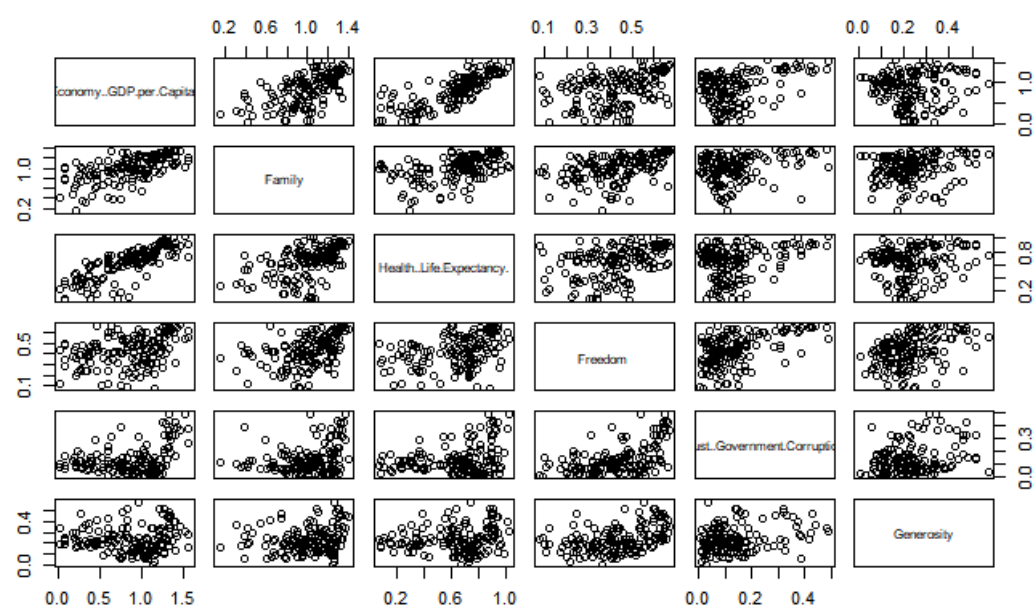 0.2 0.6 1.0 1.4 0.1 0.3 0.5 0.0 0.2 0.4
Economy..GDP.per.Capita
0.0 1.0
0.2 1.0
Family
Health..Life.Expectancy.
0.2 0.8
0.1 0.5
Freedom
ust..Government.Corruptio
0.0 0.3
0.0 0.4
Generosity
0.0 0.5 1.0 1.5 0.2 0.6 1.0 0.0 0.2 0.4